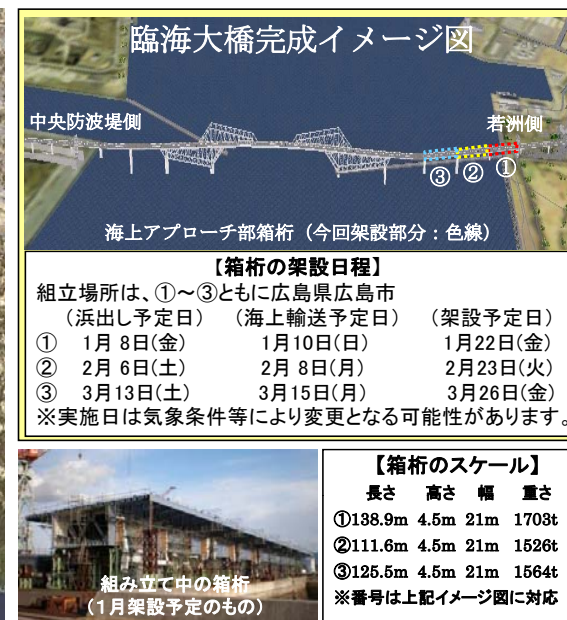 臨海大橋完成イメージ図
中央防波堤側
若洲側
③ ② ①
海上アプローチ部箱桁（今回架設部分：色線）
【箱桁の架設日程】
組立場所は、①～③ともに広島県広島市
（浜出し予定日） （海上輸送予定日） （架設予定日）
① 1月 8日(金) 1月10日(日) 1月22日(金)
② 2月 6日(土) 2月 8日(月) 2月23日(火)
③ 3月13日(土) 3月15日(月) 3月26日(金)
※実施日は気象条件等により変更となる可能性があります。
組み立て中の箱桁
（１月架設予定のもの）
【箱桁のスケール】
長さ 高さ 幅 重さ
①138.9m 4.5m 21m 1703t
②111.6m 4.5m 21m 1526t
③125.5m 4.5m 21m 1564t
※番号は上記イメージ図に対応